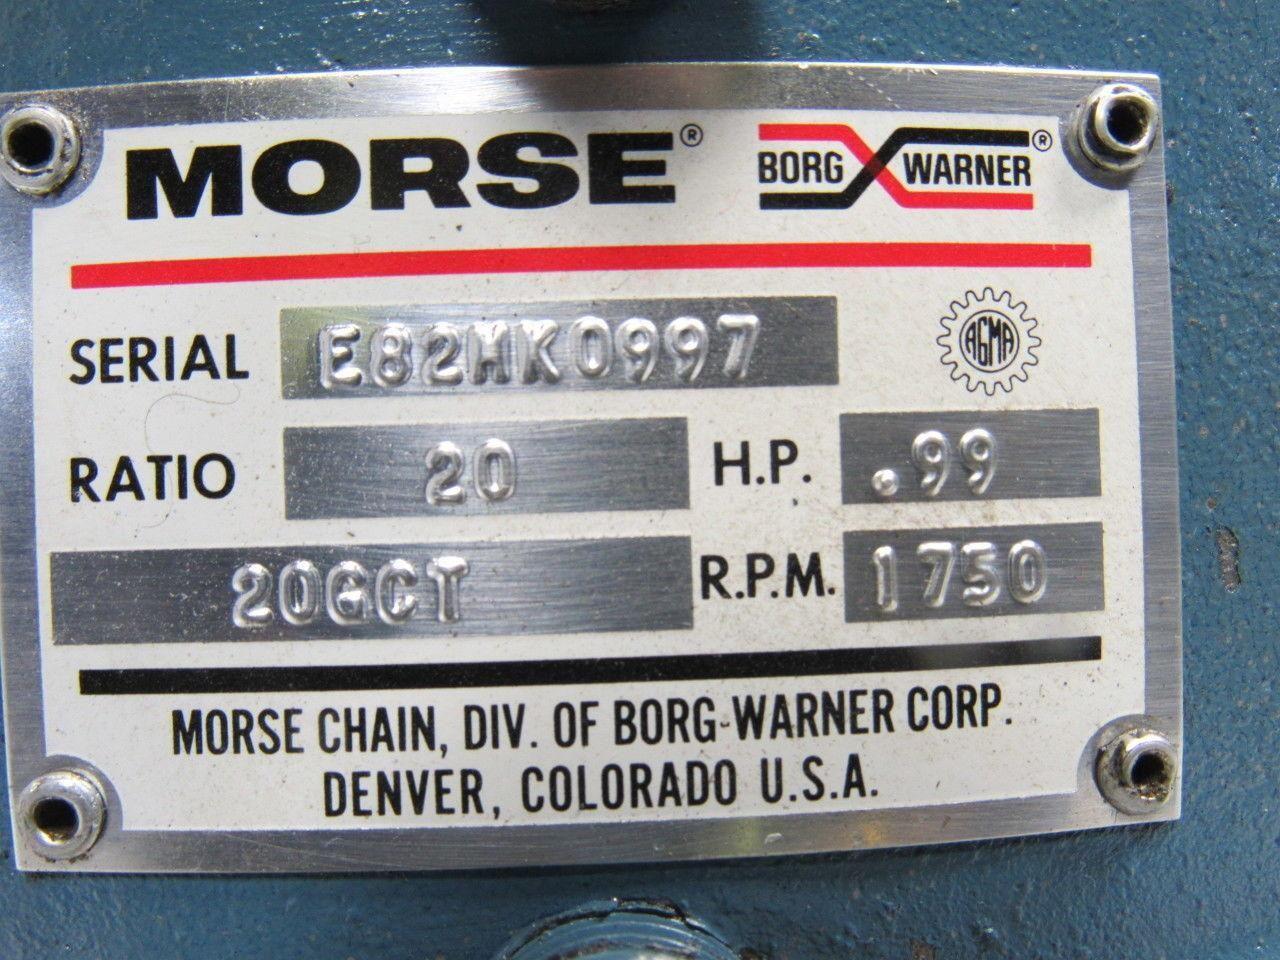 MORSE® BORG WARNER®
SERIAL E82HK0997 AGMA
RATIO 20 H.P. .99
20GCT R.P.M. 1750
MORSE CHAIN, DIV. OF BORG-WARNER CORP.
DENVER, COLORADO U.S.A.